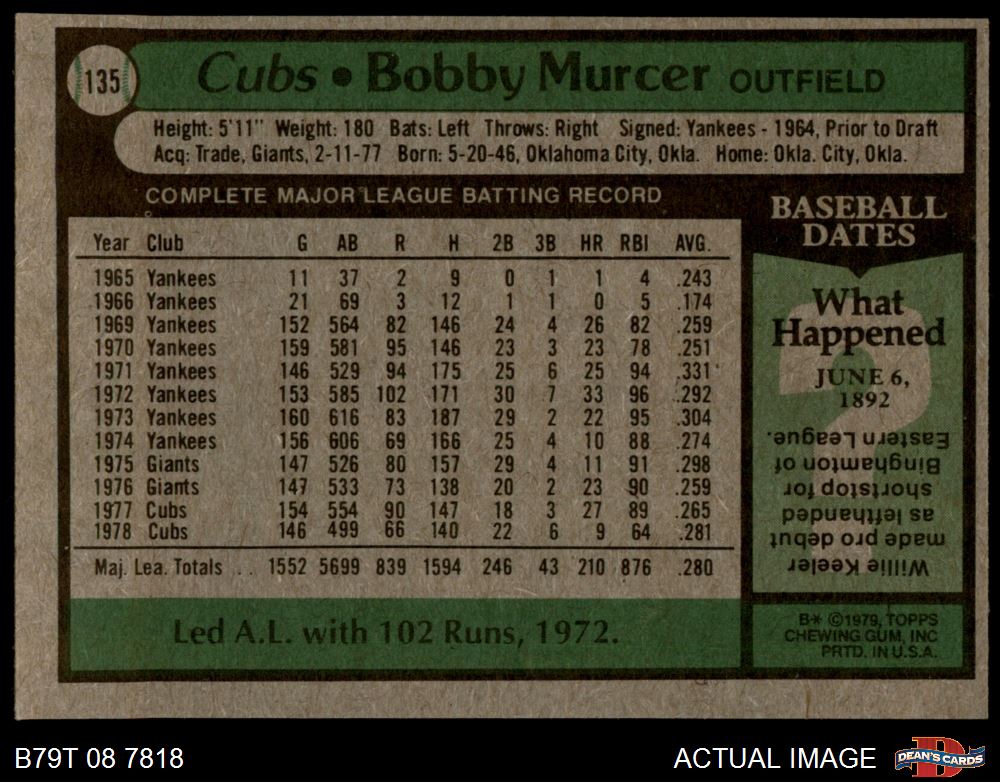 135
Cubs • Bobby Murcer OUTFIELD
Height: 5'11" Weight: 180 Bats: Left Throws: Right Signed: Yankees - 1964, Prior to Draft
Acq: Trade, Giants, 2-11-77 Born: 5-20-46, Oklahoma City, Okla. Home: Okla. City, Okla.
COMPLETE MAJOR LEAGUE BATTING RECORD
Year Club G AB R H 2B 3B HR RBI AVG.
1965 Yankees 11 37 2 9 0 1 1 4 .243
1966 Yankees 21 69 3 12 1 1 0 5 .174
1969 Yankees 152 564 82 146 24 4 26 82 .259
1970 Yankees 159 581 95 146 23 3 23 78 .251
1971 Yankees 146 529 94 175 25 6 25 94 .331
1972 Yankees 153 585 102 171 30 7 33 96 .292
1973 Yankees 160 616 83 187 29 2 22 95 .304
1974 Yankees 156 606 69 166 25 4 10 88 .274
1975 Giants 147 526 80 157 29 4 11 91 .298
1976 Giants 147 533 73 138 20 2 23 90 .259
1977 Cubs 154 554 90 147 18 3 27 89 .265
1978 Cubs 146 499 66 140 22 6 9 64 .281
Maj. Lea. Totals . . 1552 5699 839 1594 246 43 210 876 .280
Led A.L. with 102 Runs, 1972.
BASEBALL
DATES
What
Happened
JUNE 6,
1892
Willie Keeler
made pro debut
as lefthanded
shortstop for
Binghamton of
Eastern League.
B* ©1979, TOPPS
CHEWING GUM, INC
PRTD. IN U.S.A.
B79T 08 7818
ACTUAL IMAGE
D
DEAN'S CARDS